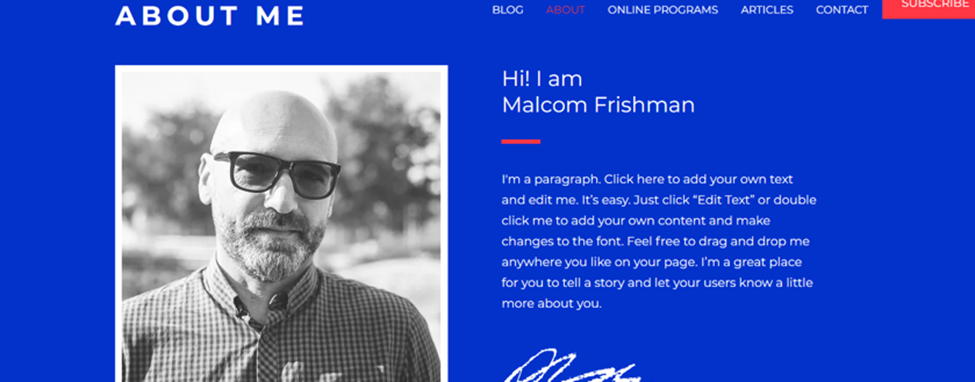 ABOUT ME
BLOG ABOUT ONLINE PROGRAMS ARTICLES CONTACT SUBSCRIBE
Hi! I am
Malcom Frishman
I'm a paragraph. Click here to add your own text
and edit me. It’s easy. Just click “Edit Text” or double
click me to add your own content and make
changes to the font. Feel free to drag and drop me
anywhere you like on your page. I’m a great place
for you to tell a story and let your users know a little
more about you.